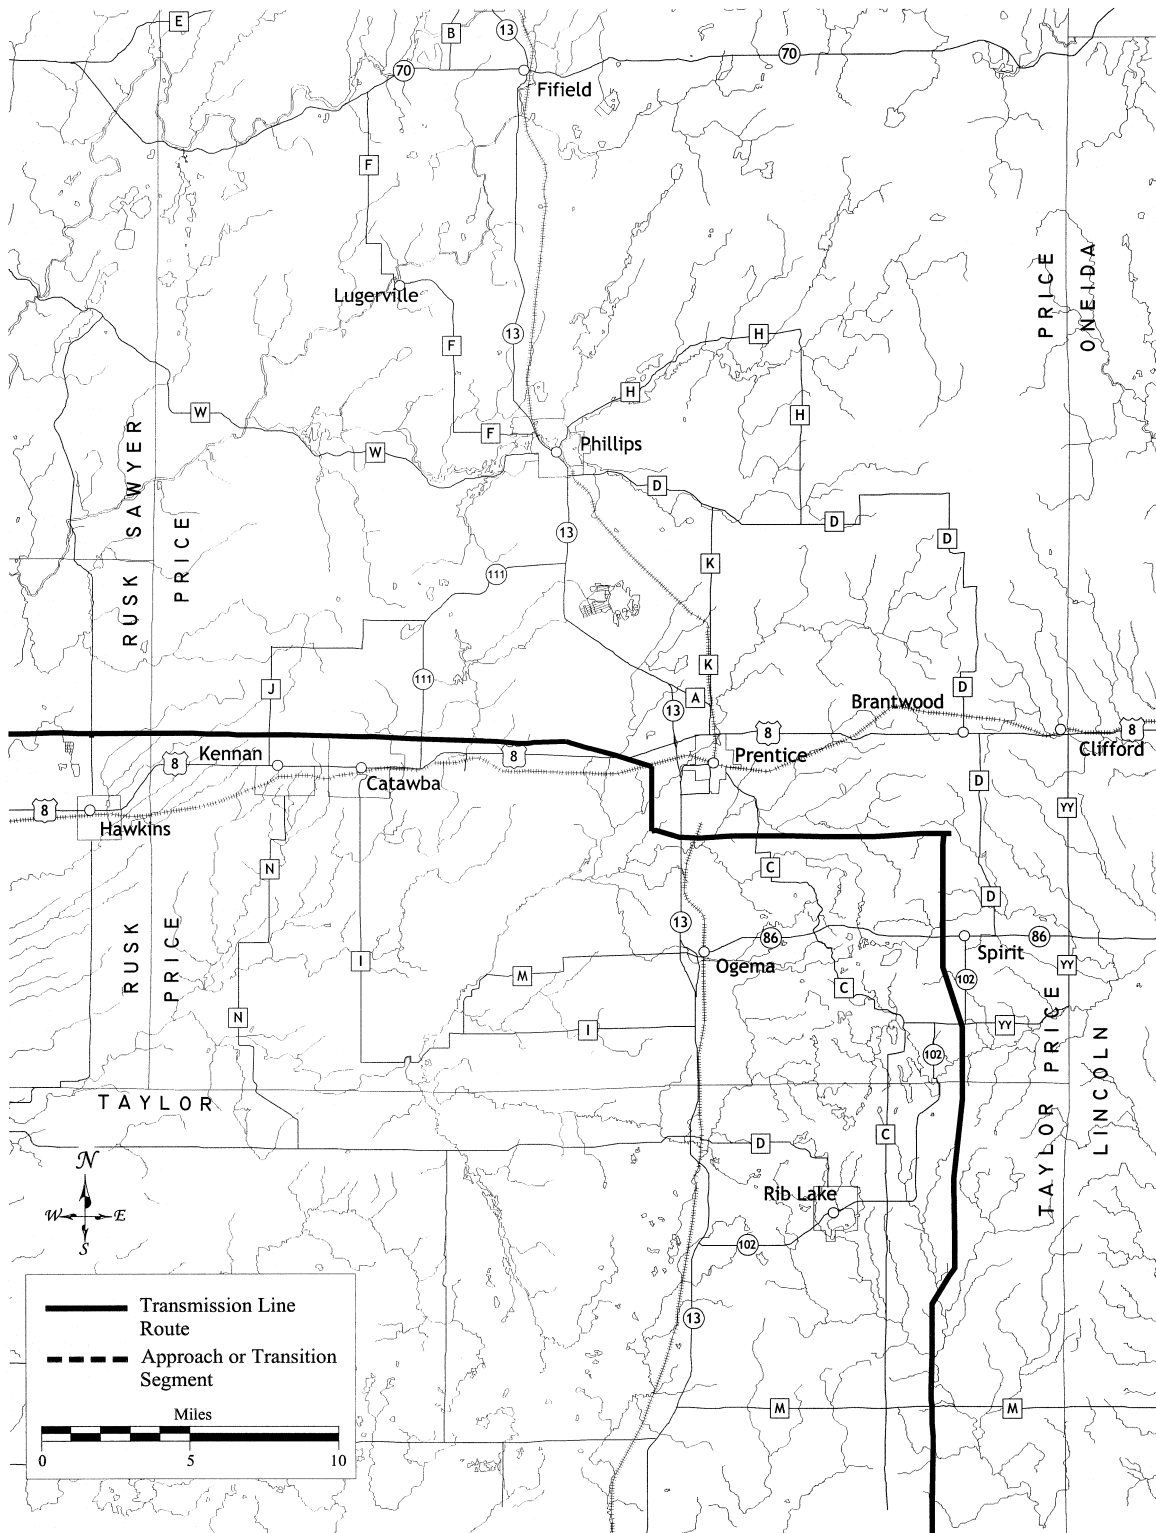 E
B
13
70
70
Fifield
F
PRICE
ONEIDA
Lugerville
13
H
F
H
W
H
F
Phillips
W
SAWYER
D
D
PRICE
13
D
K
111
RUSK
K
111
J
D
A
Brantwood
13
8
8
Kennan
8
8
Prentice
Clifford
Catawba
D
8
YY
Hawkins
C
N
D
13
86
86
RUSK
PRICE
Spirit
I
Ogema
YY
M
102
C
PRICE
N
I
YY
102
LINCOLN
TAYLOR
TAYLOR
C
D
N
W E
S
Rib Lake
102
13
Transmission Line
Route
Approach or Transition
Segment
M
M
Miles
0 5 10